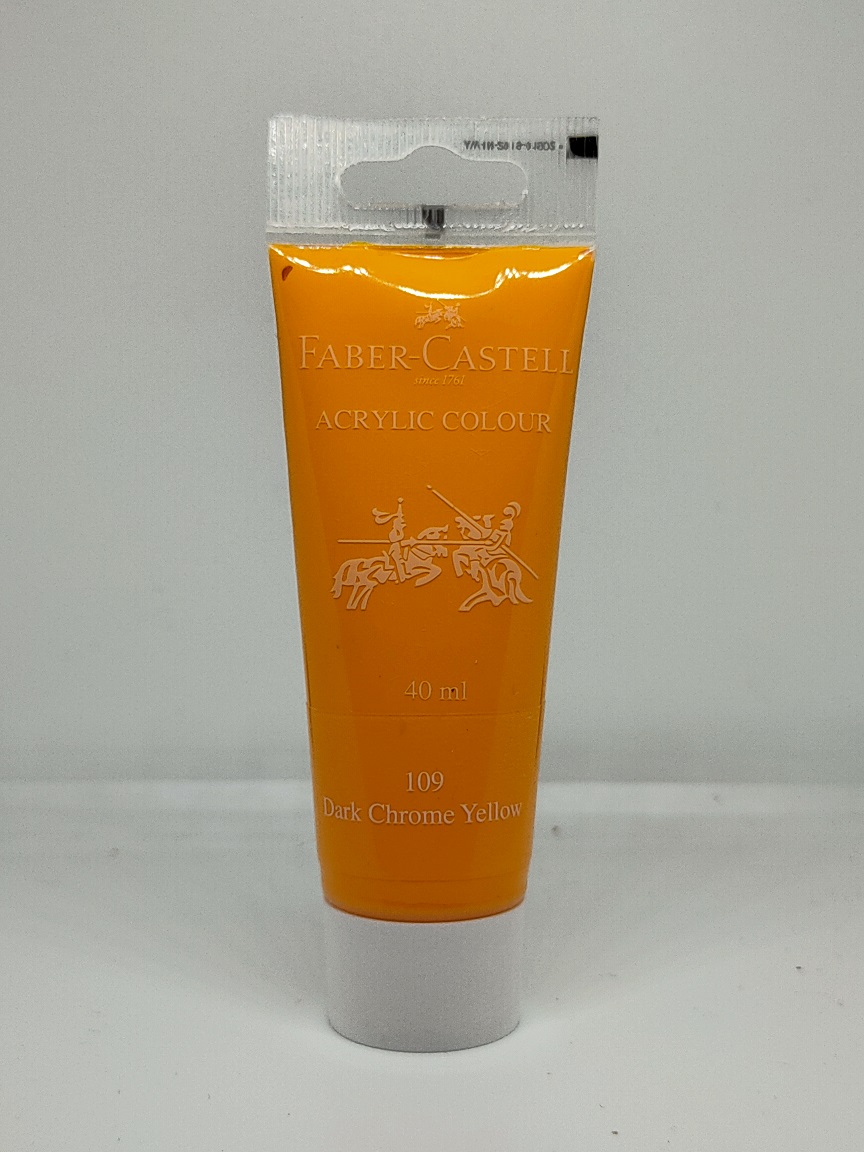 FABER-CASTELL
since 1761
ACRYLIC COLOUR
40 ml
109
Dark Chrome Yellow